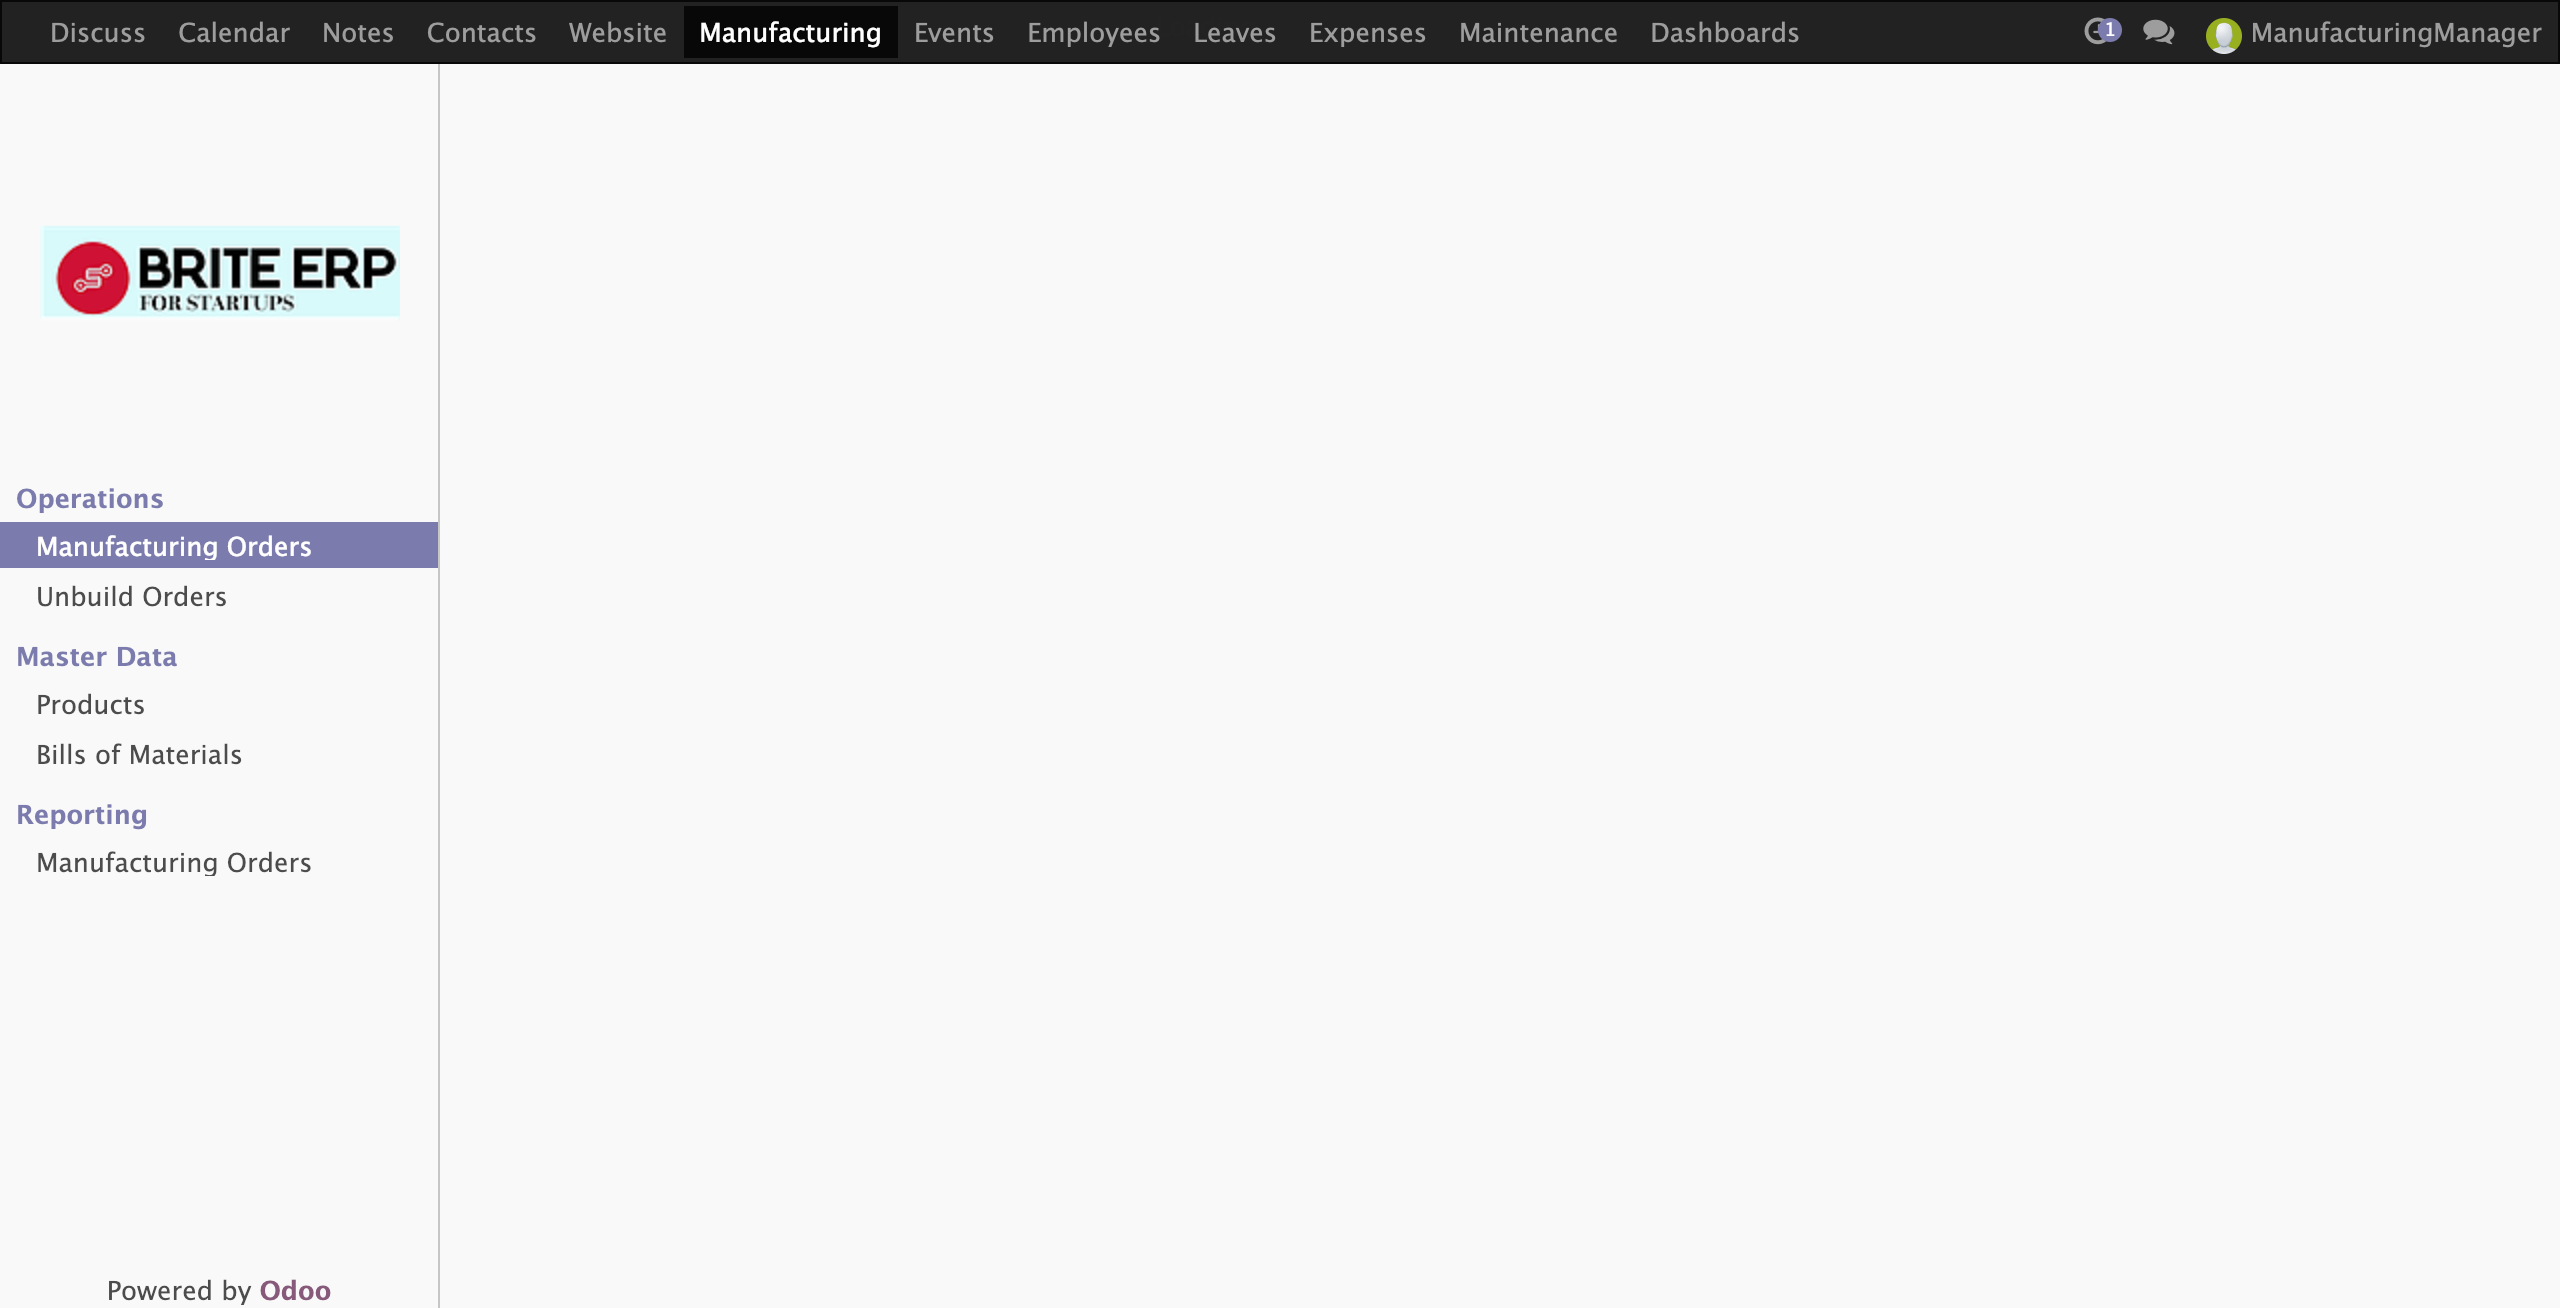 Discuss Calendar Notes Contacts Website Manufacturing Events Employees Leaves Expenses Maintenance Dashboards 1 ManufacturingManager
BRITE ERP
FOR STARTUPS
Operations
Manufacturing Orders
Unbuild Orders
Master Data
Products
Bills of Materials
Reporting
Manufacturing Orders
Powered by Odoo